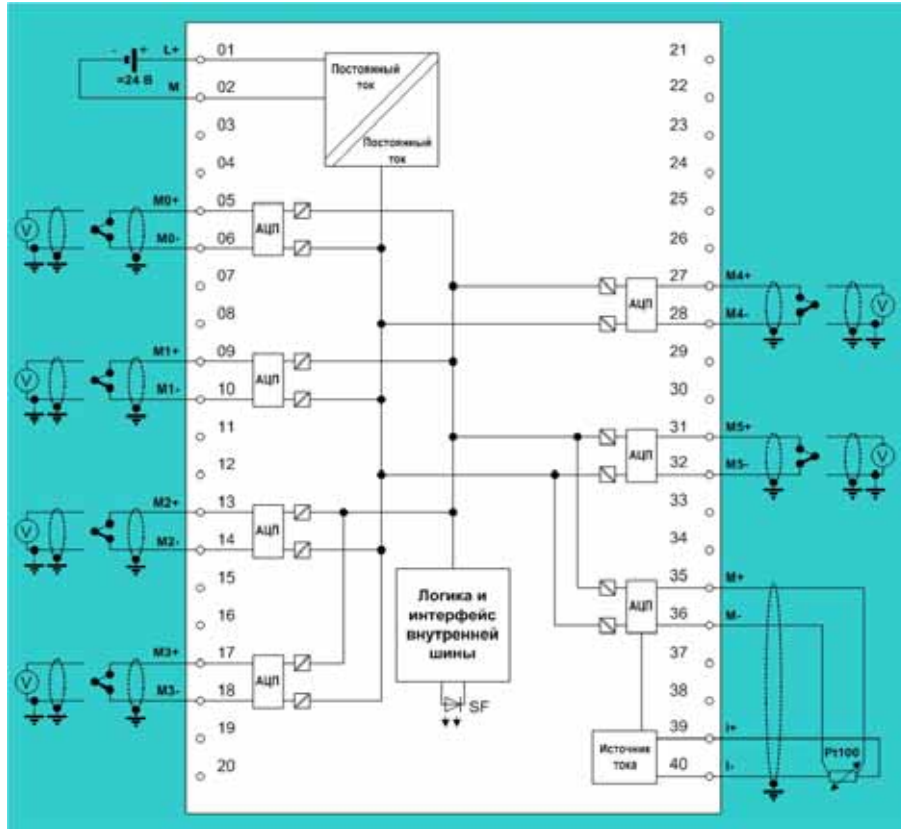 L+
- +
=24 В
M
01
02
03
04
05
06
07
08
09
10
11
12
13
14
15
16
17
18
19
20
Постоянный
ток
Постоянный
ток
M0+
M0-
V
АЦП
M1+
M1-
V
АЦП
M2+
M2-
V
АЦП
M3+
M3-
V
АЦП
Логика и
интерфейс
внутренней
шины
SF
21
22
23
24
25
26
27
28
29
30
31
32
33
34
35
36
37
38
39
40
АЦП
M4+
M4-
V
АЦП
M5+
M5-
V
АЦП
M+
M-
Источник
тока
I+
I-
Pt100